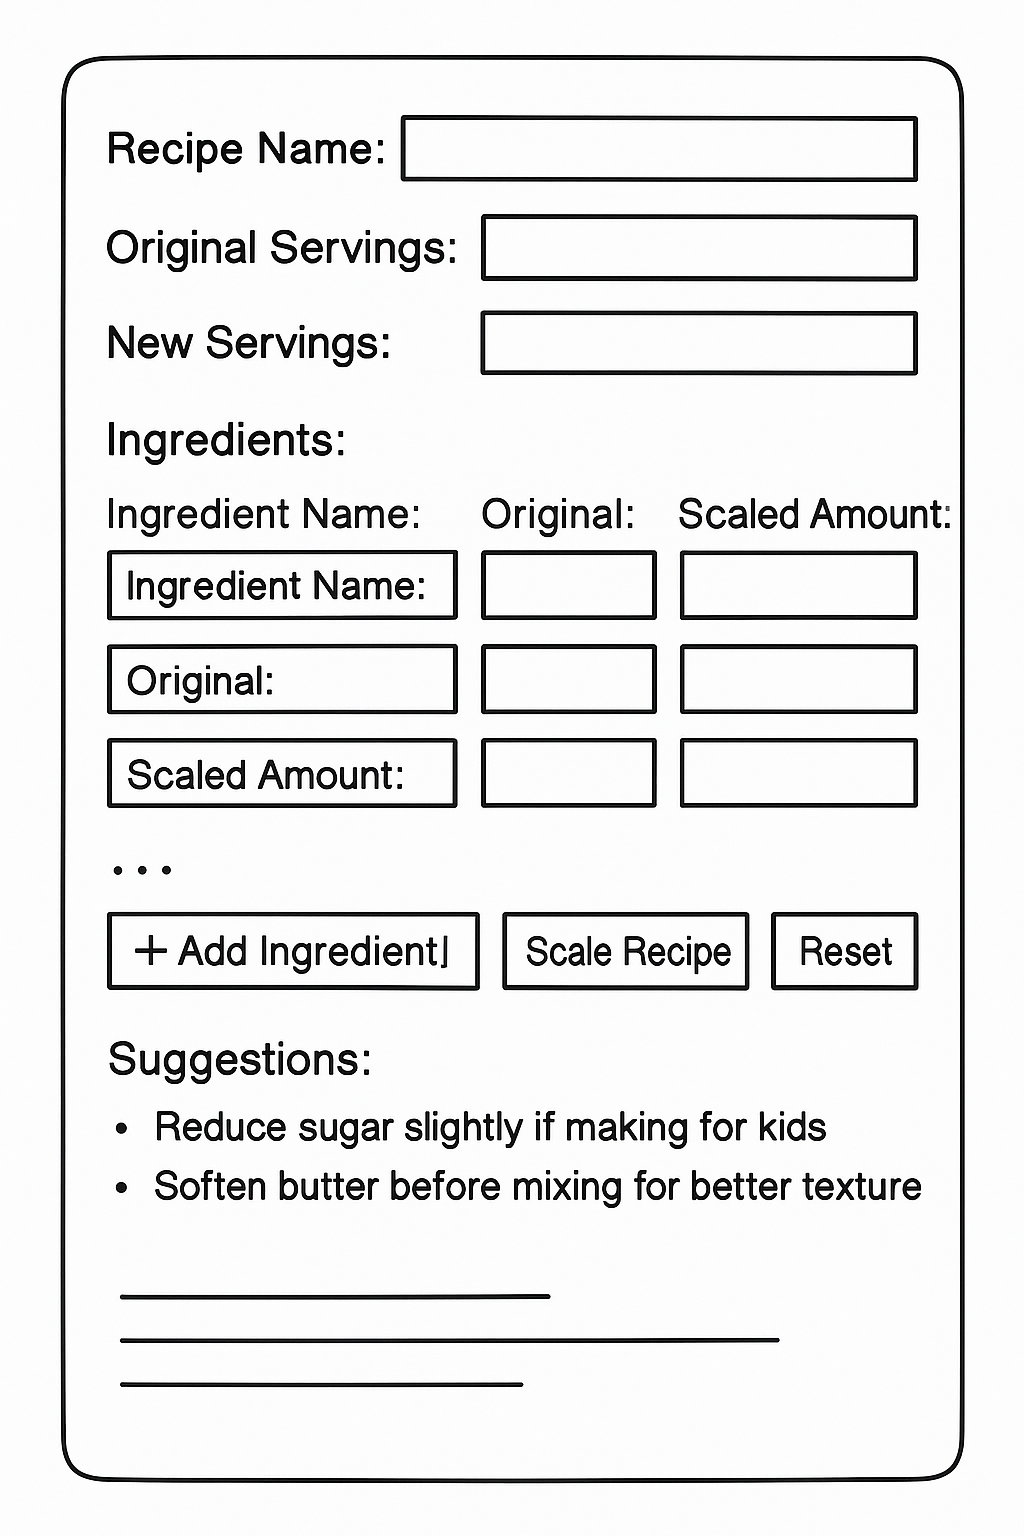 Recipe Name:
Original Servings:
New Servings:
Ingredients:
Ingredient Name: Original: Scaled Amount:
Ingredient Name:
Original:
Scaled Amount:
...
+ Add Ingredient⌋
Scale Recipe
Reset
Suggestions:
• Reduce sugar slightly if making for kids
• Soften butter before mixing for better texture